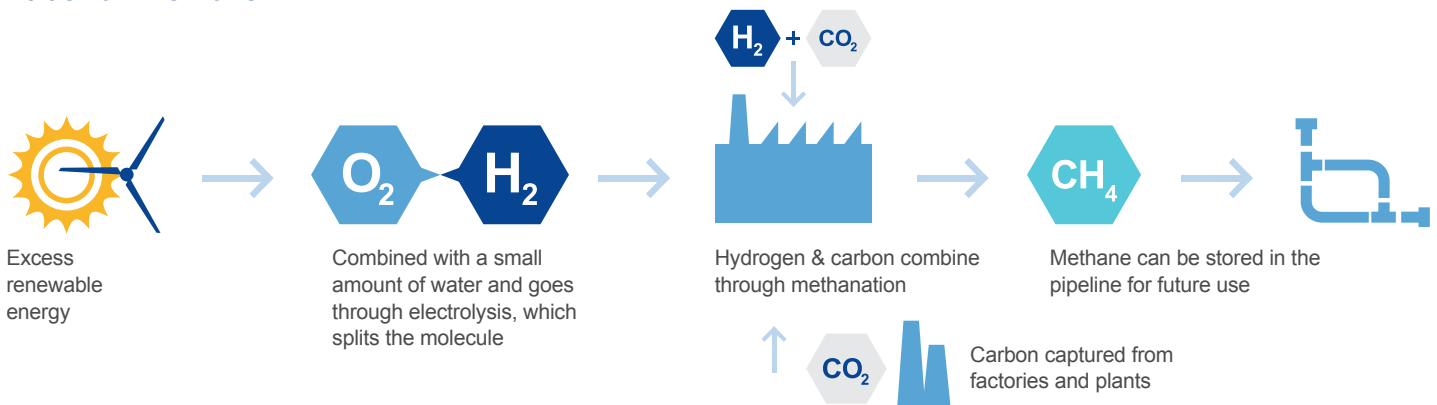 H2 + CO2
O2 H2
CH4
Excess
renewable
energy
Combined with a small
amount of water and goes
through electrolysis, which
splits the molecule
Hydrogen & carbon combine
through methanation
Methane can be stored in the
pipeline for future use
CO2
Carbon captured from
factories and plants